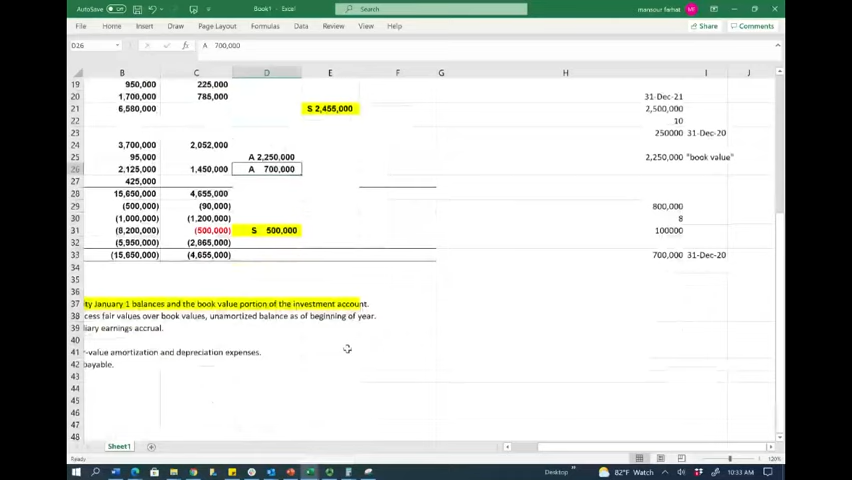 AutoSave Off Book1 - Excel Search mansour farhat MF
File Home Insert Draw Page Layout Formulas Data Review View Help Share Comments
D26 fx A 700,000
B C D E F G H I J
19 950,000 225,000
20 1,700,000 785,000 31-Dec-21
21 6,580,000 S 2,455,000 2,500,000
22 10
23 250000 31-Dec-20
24 3,700,000 2,052,000
25 95,000 A 2,250,000 2,250,000 "book value"
26 2,125,000 1,450,000 A 700,000
27 425,000
28 15,650,000 4,655,000
29 (500,000) (90,000) 800,000
30 (1,000,000) (1,200,000) 8
31 (8,200,000) (500,000) S 500,000 100000
32 (5,950,000) (2,865,000)
33 (15,650,000) (4,655,000) 700,000 31-Dec-20
34
35
36
37 ity January 1 balances and the book value portion of the investment account.
38 cess fair values over book values, unamortized balance as of beginning of year.
39 diary earnings accrual.
40
41 -value amortization and depreciation expenses.
42 payable.
43
44
45
46
47
48
Sheet1
Ready 120%
Desktop 82°F Watch 10:33 AM